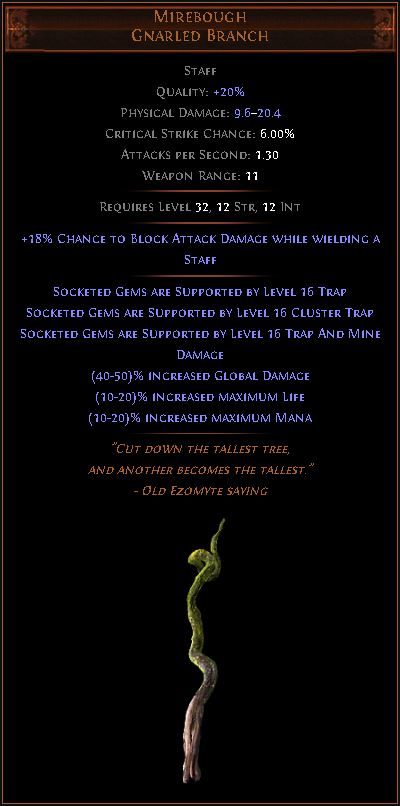 Mirebough
Gnarled Branch
Staff
Quality: +20%
Physical Damage: 9.6–20.4
Critical Strike Chance: 6.00%
Attacks per Second: 1.30
Weapon Range: 11
Requires Level 32, 12 Str, 12 Int
+18% Chance to Block Attack Damage while wielding a
Staff
Socketed Gems are Supported by Level 16 Trap
Socketed Gems are Supported by Level 16 Cluster Trap
Socketed Gems are Supported by Level 16 Trap And Mine
Damage
(40-50)% increased Global Damage
(10-20)% increased maximum Life
(10-20)% increased maximum Mana
"Cut down the tallest tree,
and another becomes the tallest."
- Old Ezomyte saying